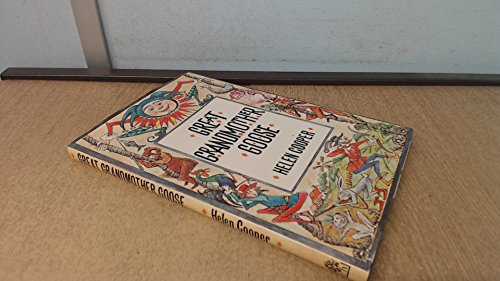 GREAT
GRANDMOTHER
GOOSE
HELEN COOPER
GREAT GRANDMOTHER GOOSE
Helen Cooper